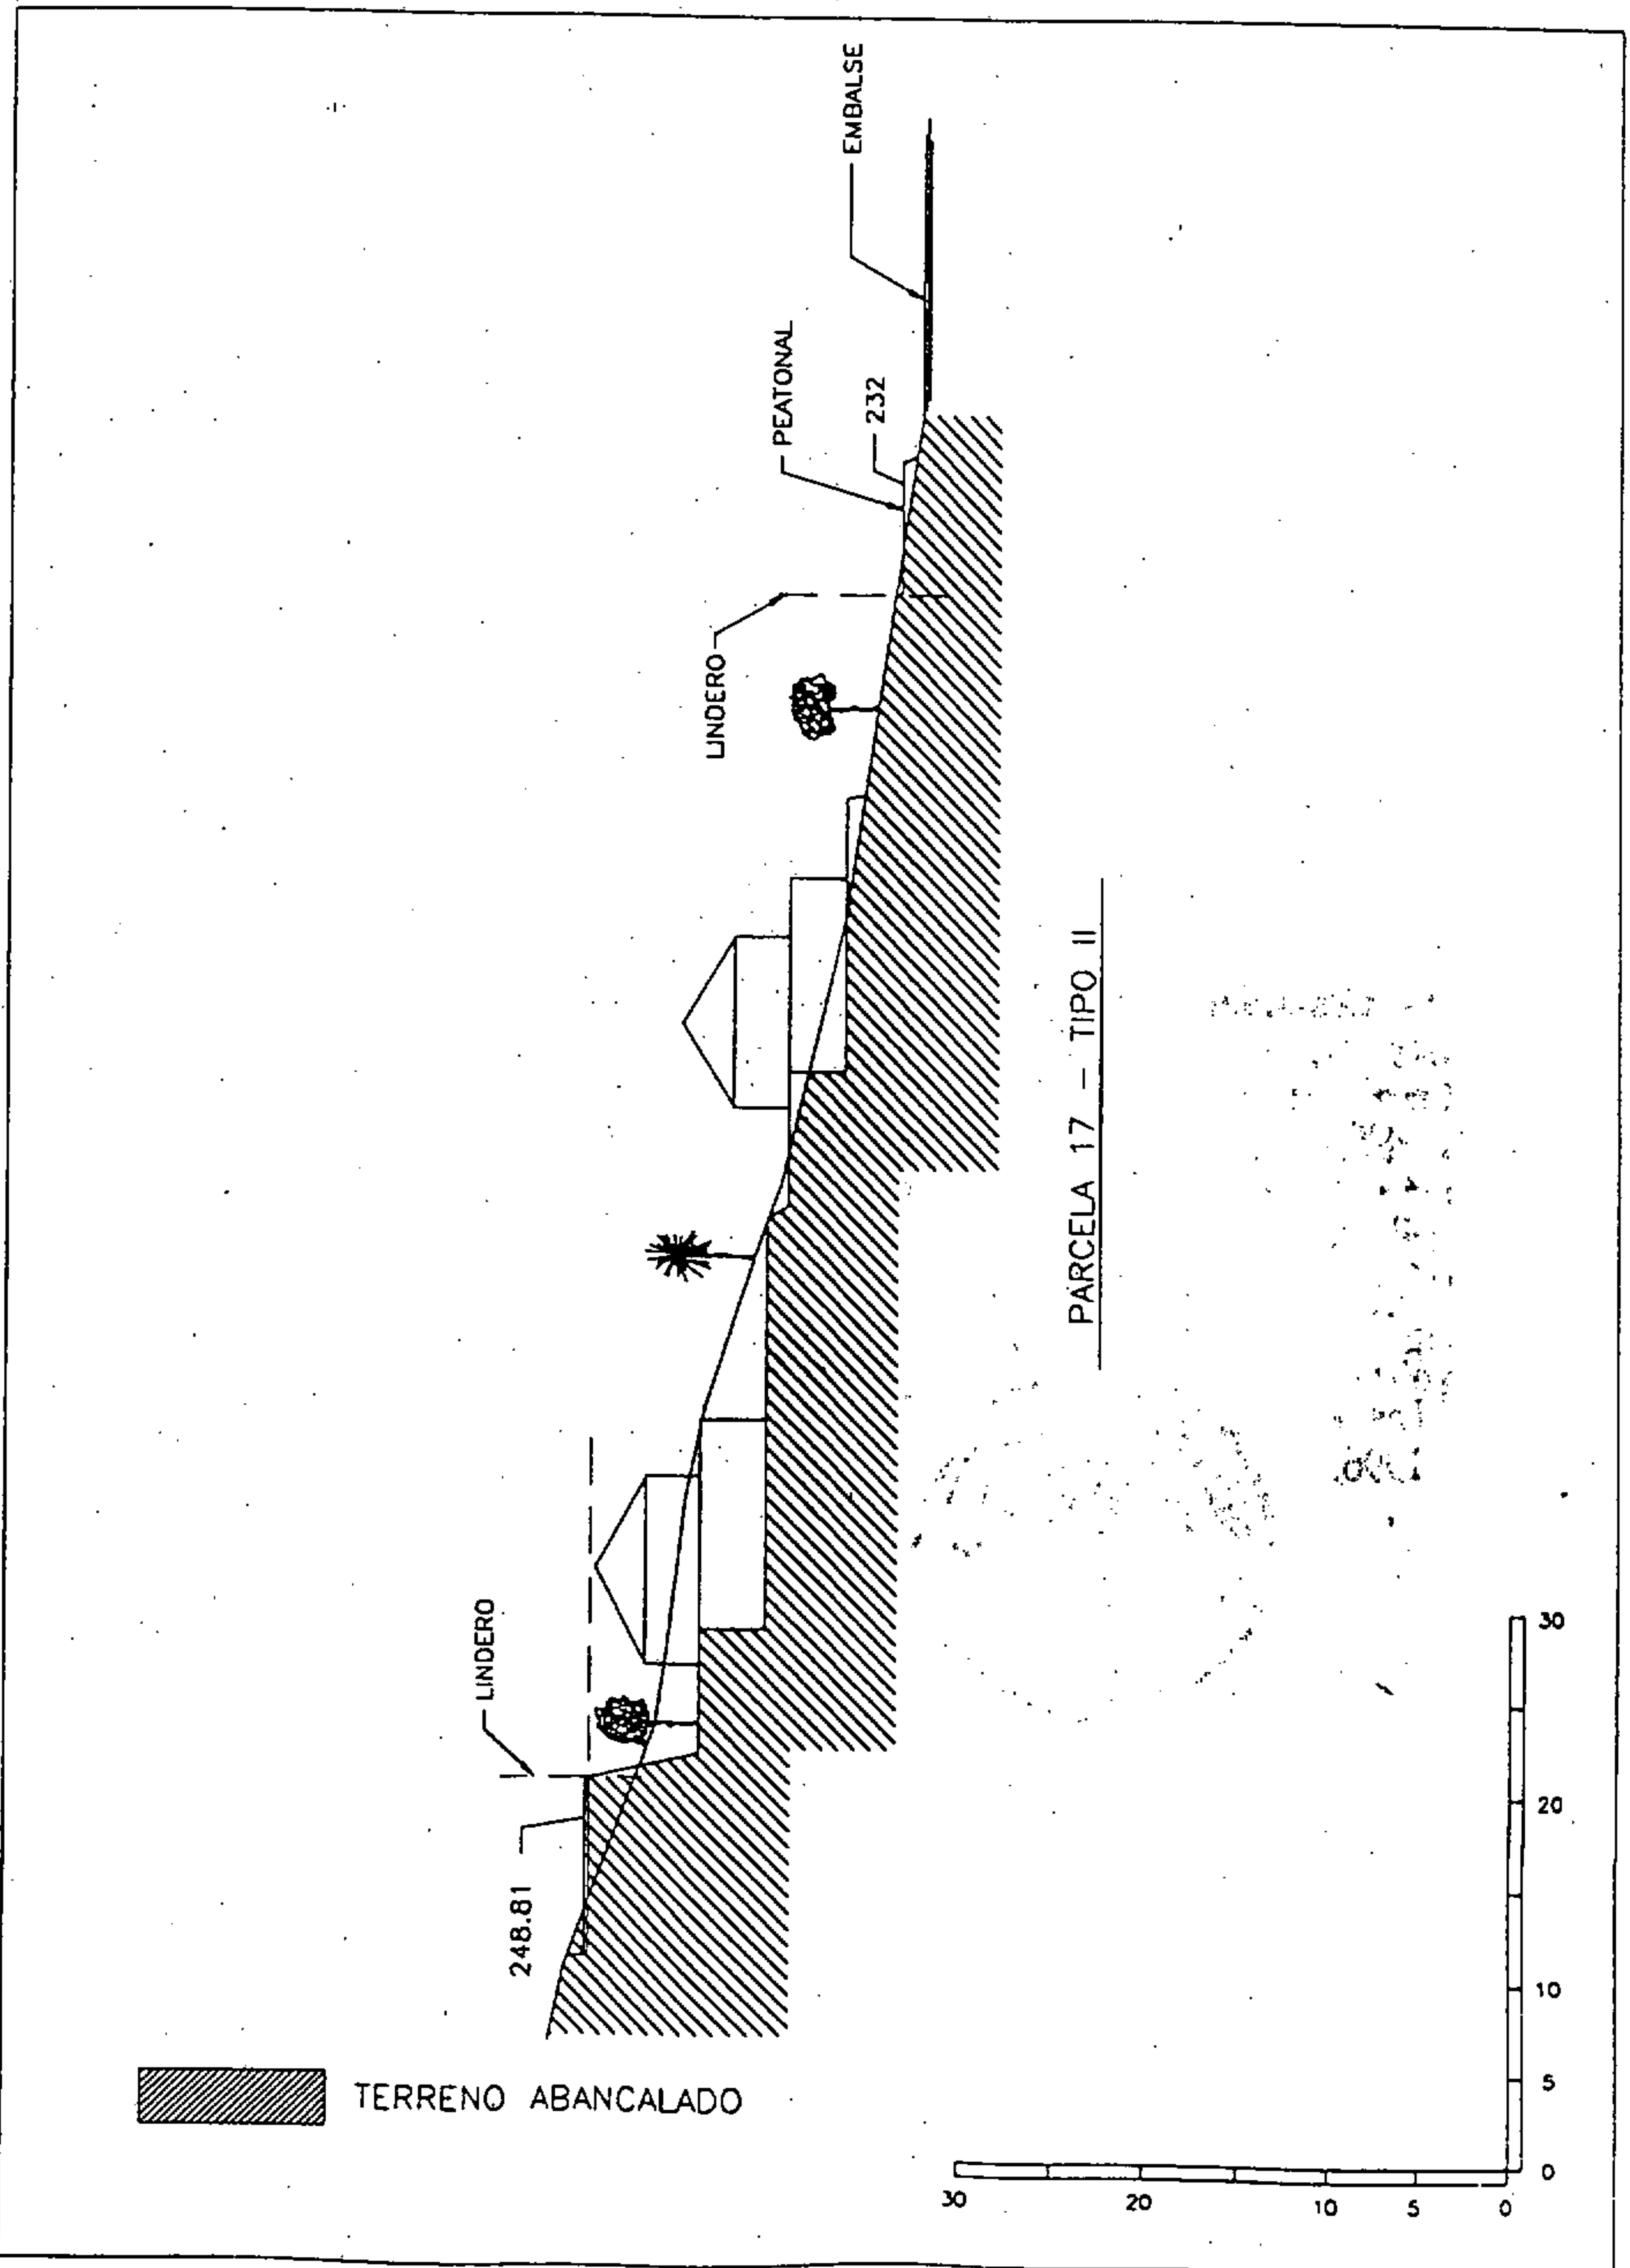 EMBALSE
PEATONAL
232
LINDERO
LINDERO
248.81
PARCELA 17 - TIPO II
TERRENO ABANCALADO
30
20
10
5
0
30
20
10
5
0